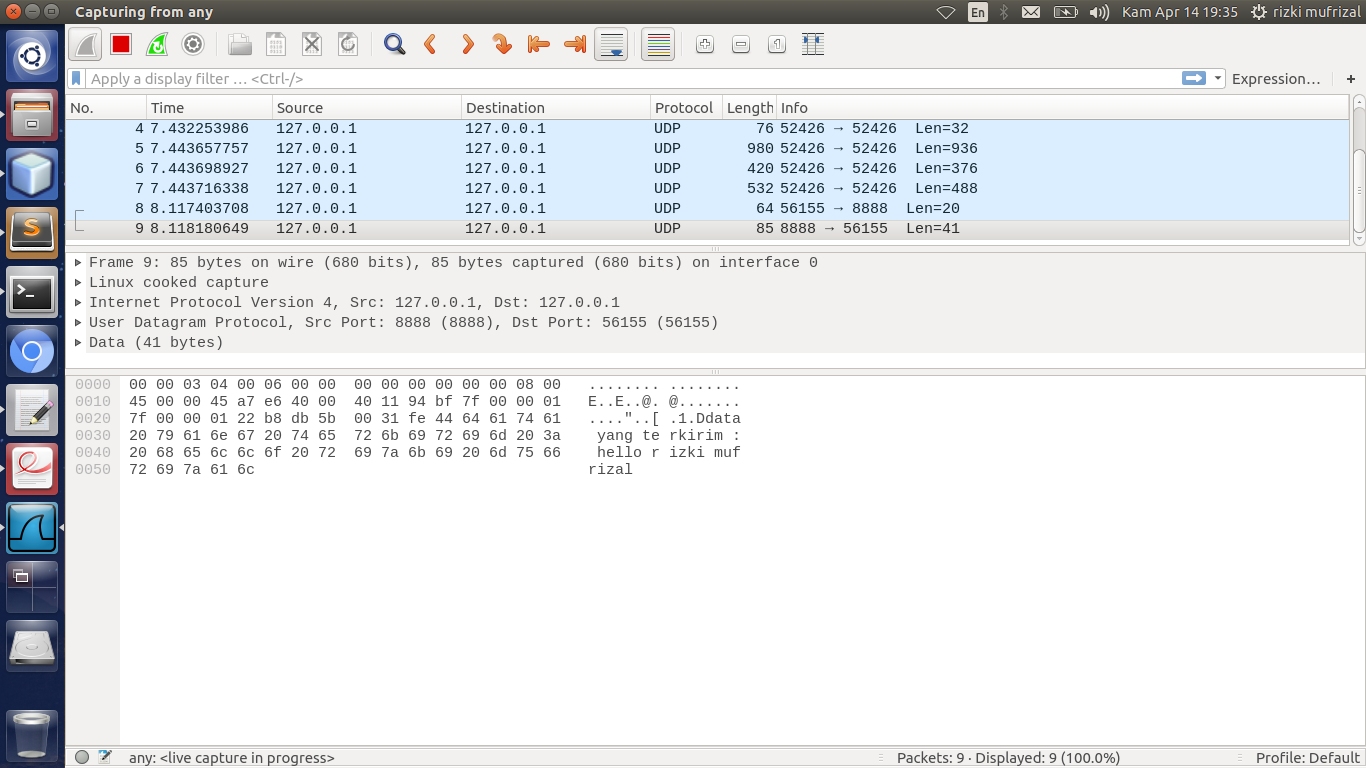 Capturing from any
En
Kam Apr 14 19:35
rizki mufrizal
Apply a display filter … <Ctrl-/>
Expression…
+
No. Time Source Destination Protocol Length Info
4 7.432253986 127.0.0.1 127.0.0.1 UDP 76 52426 → 52426 Len=32
5 7.443657757 127.0.0.1 127.0.0.1 UDP 980 52426 → 52426 Len=936
6 7.443698927 127.0.0.1 127.0.0.1 UDP 420 52426 → 52426 Len=376
7 7.443716338 127.0.0.1 127.0.0.1 UDP 532 52426 → 52426 Len=488
8 8.117403708 127.0.0.1 127.0.0.1 UDP 64 56155 → 8888 Len=20
9 8.118180649 127.0.0.1 127.0.0.1 UDP 85 8888 → 56155 Len=41
Frame 9: 85 bytes on wire (680 bits), 85 bytes captured (680 bits) on interface 0
Linux cooked capture
Internet Protocol Version 4, Src: 127.0.0.1, Dst: 127.0.0.1
User Datagram Protocol, Src Port: 8888 (8888), Dst Port: 56155 (56155)
Data (41 bytes)
0000 00 00 03 04 00 06 00 00 00 00 00 00 00 00 08 00 ........ ........
0010 45 00 00 45 a7 e6 40 00 40 11 94 bf 7f 00 00 01 E..E..@. @.......
0020 7f 00 00 01 22 b8 db 5b 00 31 fe 44 64 61 74 61 ...."..[ .1.Ddata
0030 20 79 61 6e 67 20 74 65 72 6b 69 72 69 6d 20 3a yang te rkirim :
0040 20 68 65 6c 6c 6f 20 72 69 7a 6b 69 20 6d 75 66 hello r izki muf
0050 72 69 7a 61 6c rizal
any: <live capture in progress>
Packets: 9 · Displayed: 9 (100.0%)
Profile: Default